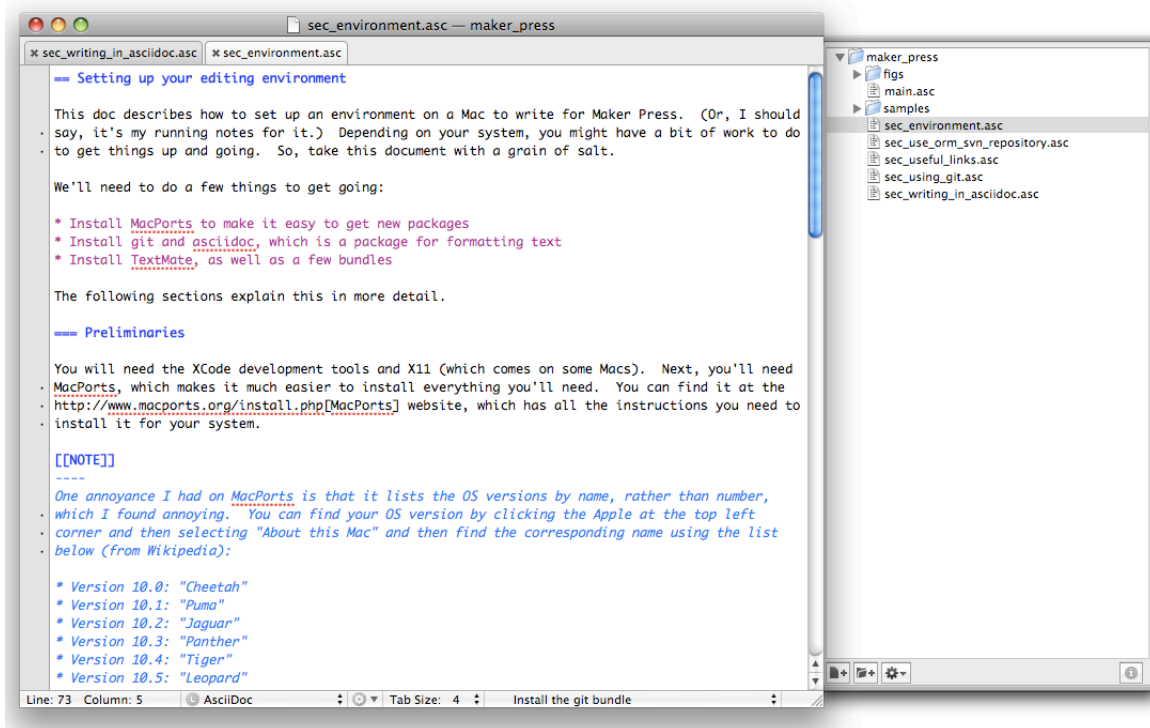 sec_environment.asc — maker_press
sec_writing_in_asciidoc.asc sec_environment.asc
== Setting up your editing environment
This doc describes how to set up an environment on a Mac to write for Maker Press.  (Or, I should
say, it's my running notes for it.)  Depending on your system, you might have a bit of work to do
to get things up and going.  So, take this document with a grain of salt.
We'll need to do a few things to get going:
* Install MacPorts to make it easy to get new packages
* Install git and asciidoc, which is a package for formatting text
* Install TextMate, as well as a few bundles
The following sections explain this in more detail.
=== Preliminaries
You will need the XCode development tools and X11 (which comes on some Macs).  Next, you'll need
MacPorts, which makes it much easier to install everything you'll need.  You can find it at the
http://www.macports.org/install.php[MacPorts] website, which has all the instructions you need to
install it for your system.
[[NOTE]]
----
One annoyance I had on MacPorts is that it lists the OS versions by name, rather than number,
which I found annoying.  You can find your OS version by clicking the Apple at the top left
corner and then selecting "About this Mac" and then find the corresponding name using the list
below (from Wikipedia):
* Version 10.0: "Cheetah"
* Version 10.1: "Puma"
* Version 10.2: "Jaguar"
* Version 10.3: "Panther"
* Version 10.4: "Tiger"
* Version 10.5: "Leopard"
Line: 73 Column: 5 L AsciiDoc Tab Size: 4 Install the git bundle
maker_press
figs
main.asc
samples
sec_environment.asc
sec_use_orm_svn_repository.asc
sec_useful_links.asc
sec_using_git.asc
sec_writing_in_asciidoc.asc